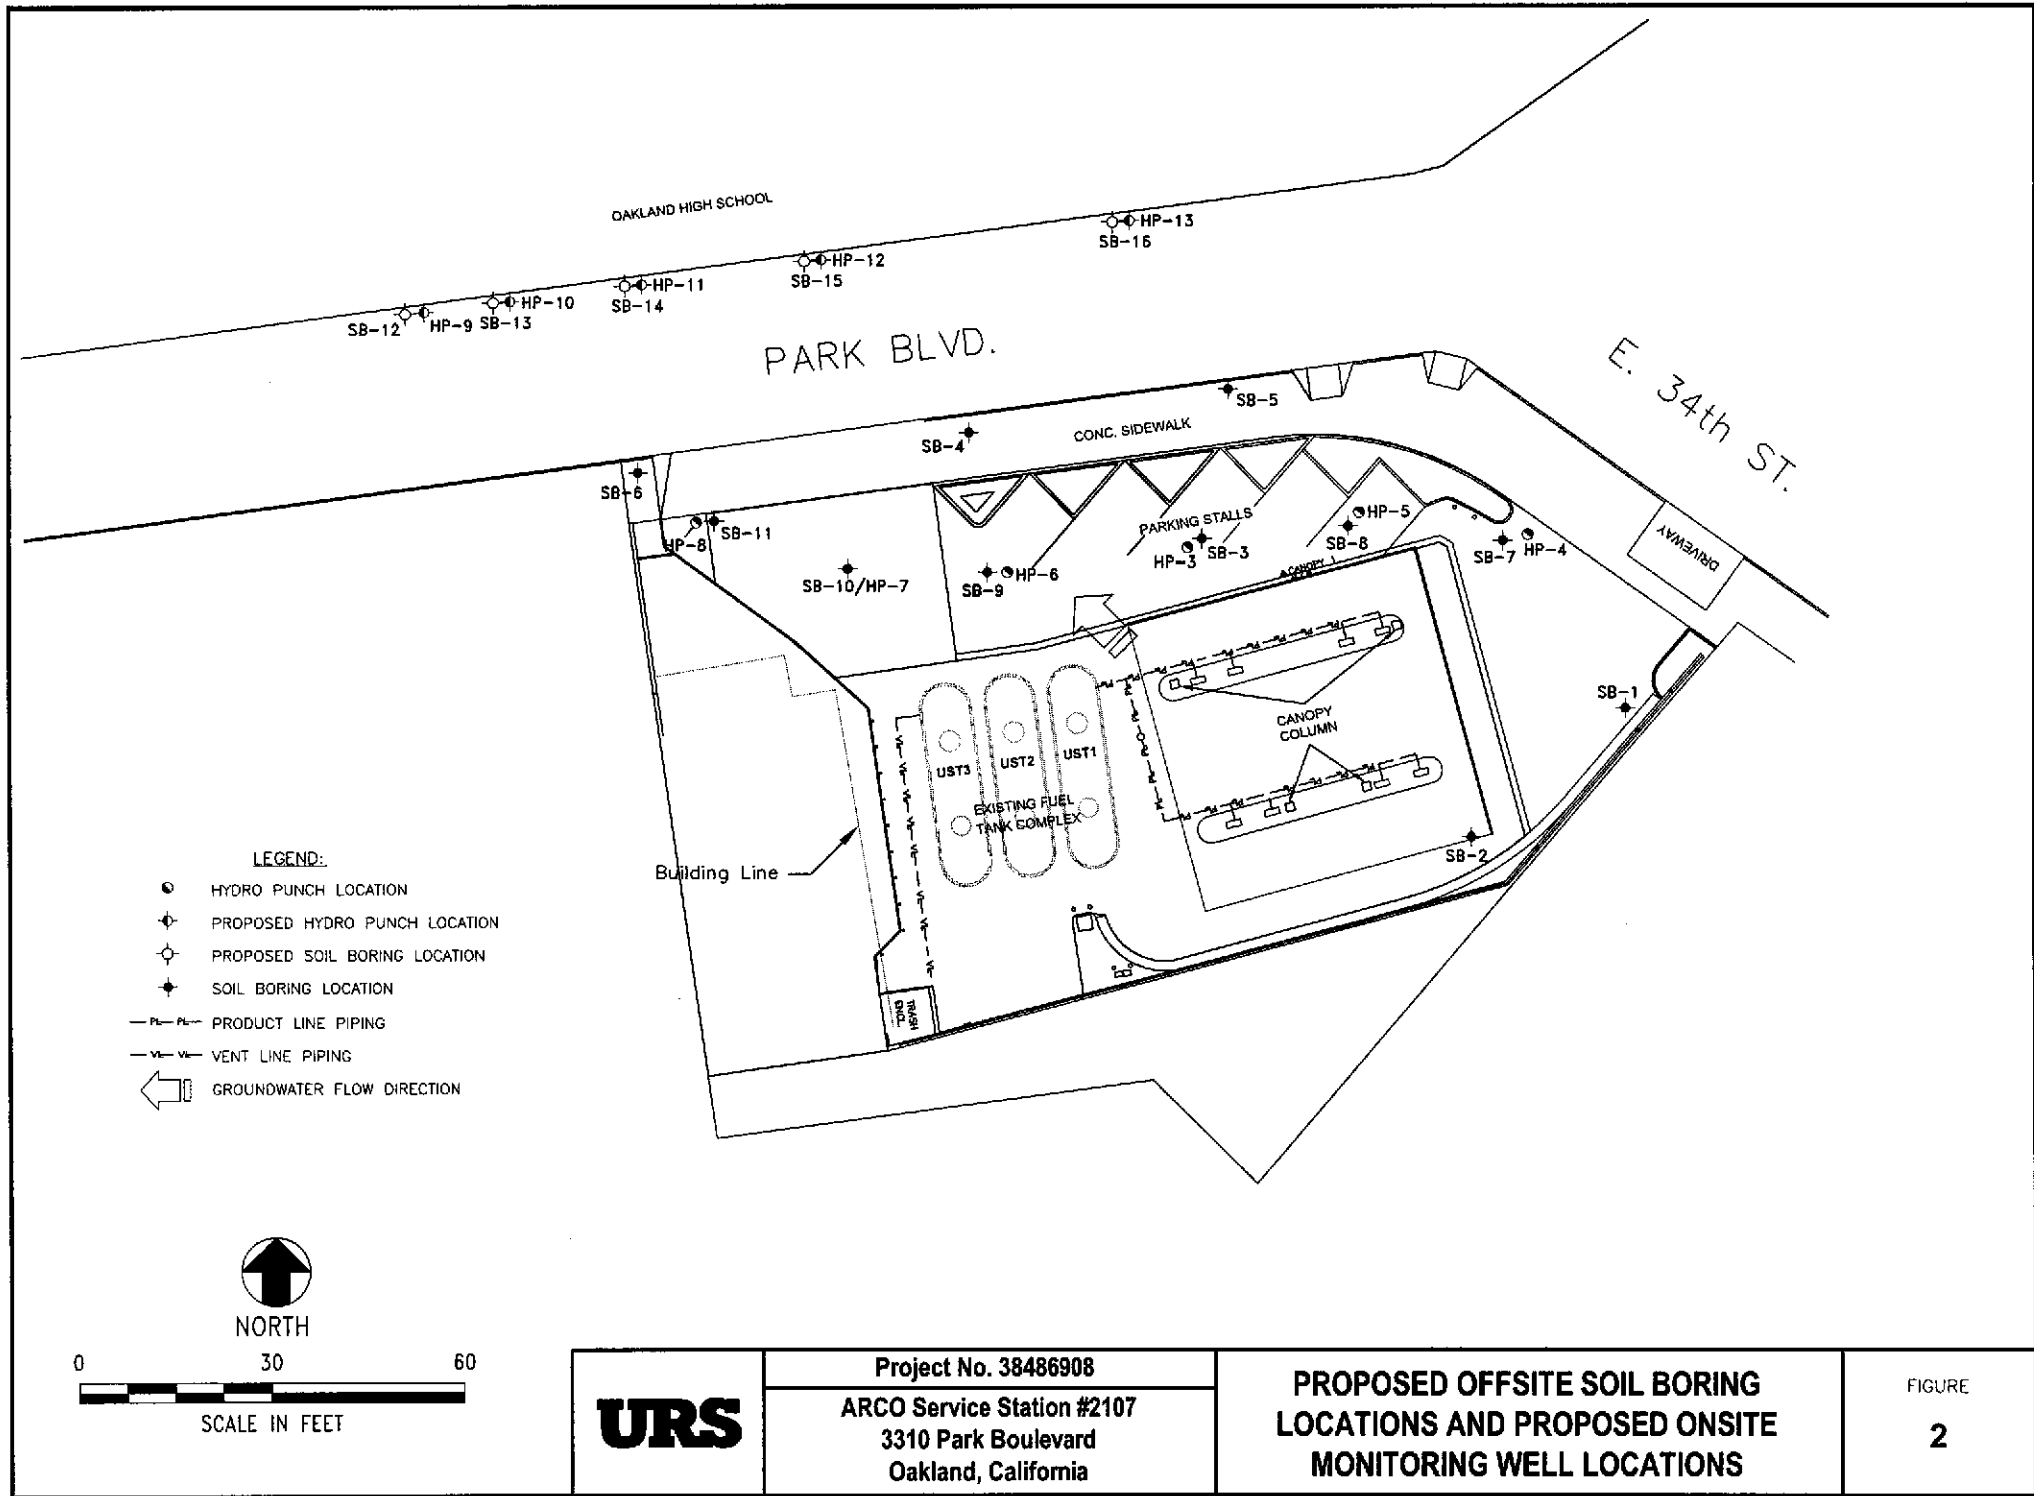 OAKLAND HIGH SCHOOL
HP-13
SB-16
HP-12
SB-15
HP-11
SB-14
HP-10
SB-13
HP-9
SB-12
PARK BLVD.
E. 34th ST.
SB-5
SB-4
CONC. SIDEWALK
SB-6
SB-11
HP-8
PARKING STALLS
HP-5
SB-8
HP-3
SB-3
SB-7
HP-4
DRIVEWAY
SB-10/HP-7
SB-9
HP-6
CANOPY
SB-1
CANOPY
COLUMN
UST3
UST2
UST1
EXISTING FUEL
TANK COMPLEX
SB-2
Building Line
TRASH
ENCL.
LEGEND:
HYDRO PUNCH LOCATION
PROPOSED HYDRO PUNCH LOCATION
PROPOSED SOIL BORING LOCATION
SOIL BORING LOCATION
PL PL PRODUCT LINE PIPING
VL VL VENT LINE PIPING
GROUNDWATER FLOW DIRECTION
NORTH
0 30 60
SCALE IN FEET
URS
Project No. 38486908
ARCO Service Station #2107
3310 Park Boulevard
Oakland, California
PROPOSED OFFSITE SOIL BORING
LOCATIONS AND PROPOSED ONSITE
MONITORING WELL LOCATIONS
FIGURE
2